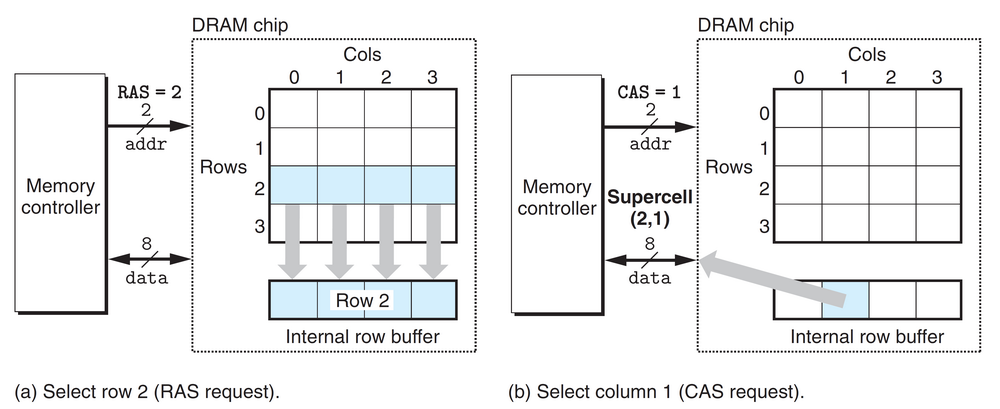 DRAM chip
Cols
0 1 2 3
RAS = 2
2
addr
Memory
controller
8
data
Rows
0
1
2
3
Row 2
Internal row buffer
(a) Select row 2 (RAS request).
DRAM chip
Cols
0 1 2 3
CAS = 1
2
addr
Memory
controller
Supercell
(2,1)
8
data
Rows
0
1
2
3
Internal row buffer
(b) Select column 1 (CAS request).